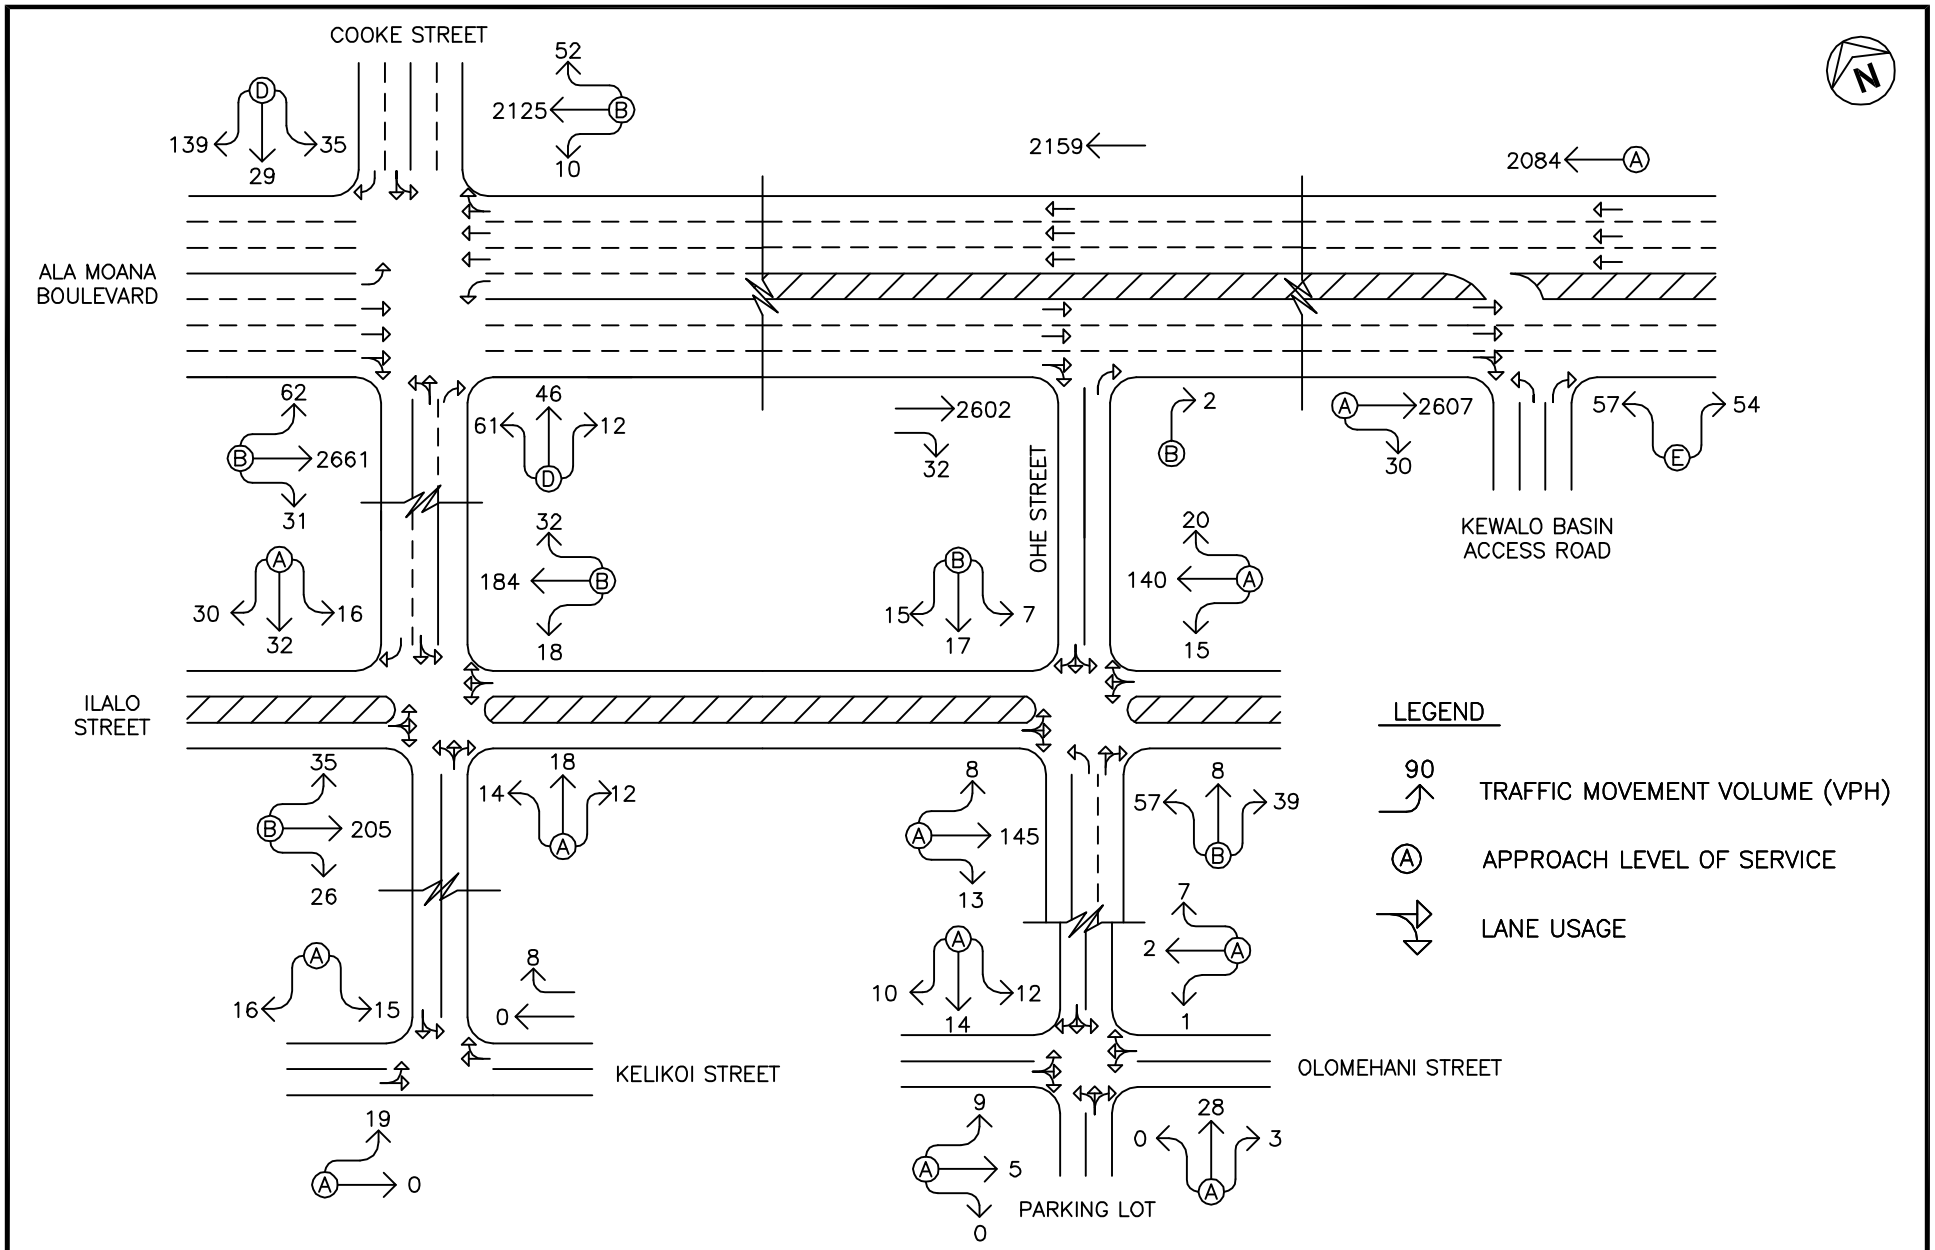 COOKE STREET
N
D
139
29
35
52
2125
B
10
2159
2084
A
ALA MOANA
BOULEVARD
62
B
2661
31
46
61
12
D
2602
32
OHE STREET
2
B
A
2607
30
57
54
E
KEWALO BASIN
ACCESS ROAD
A
30
32
16
32
184
B
18
B
15
17
7
20
140
A
15
ILALO
STREET
LEGEND
90
TRAFFIC MOVEMENT VOLUME (VPH)
A
APPROACH LEVEL OF SERVICE
LANE USAGE
35
B
205
26
18
14
12
A
8
A
145
13
8
57
39
B
A
16
15
8
0
A
10
14
12
7
2
A
1
KELIKOI STREET
OLOMEHANI STREET
19
A
0
9
A
5
0
28
0
3
A
PARKING LOT